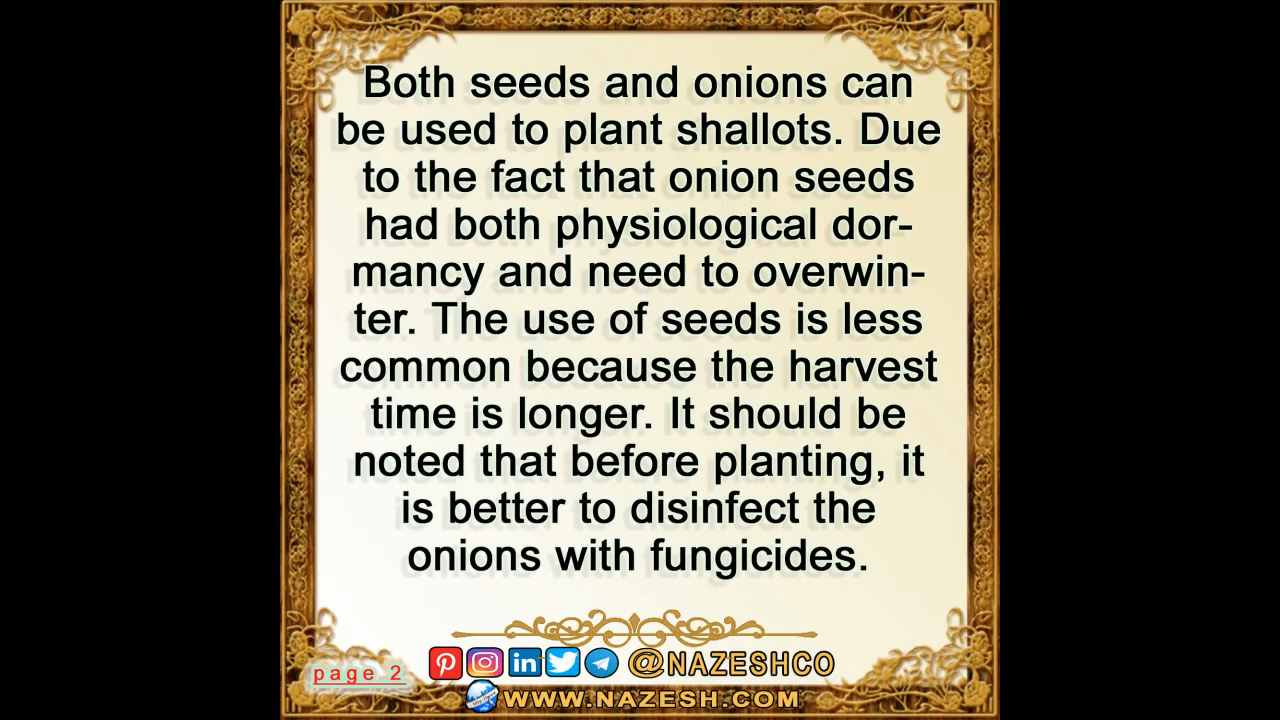 Both seeds and onions can
be used to plant shallots. Due
to the fact that onion seeds
had both physiological dor-
mancy and need to overwin-
ter. The use of seeds is less
common because the harvest
time is longer. It should be
noted that before planting, it
is better to disinfect the
onions with fungicides.
@NAZESHCO
page 2
WWW.NAZESH.COM